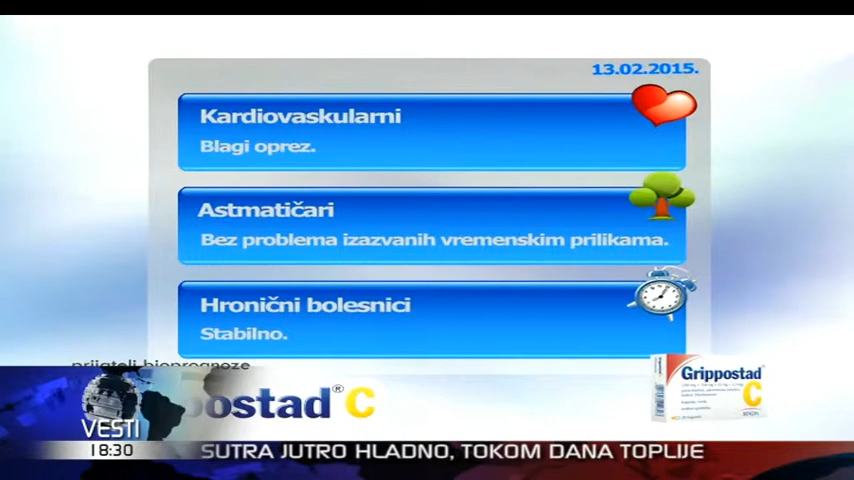 13.02.2015.
Kardiovaskularni
Blagi oprez.
Astmatičari
Bez problema izazvanih vremenskim prilikama.
Hronični bolesnici
Stabilno.
prijatelj bioprognoze
postad® C
Grippostad
C
VESTI
18:30
SUTRA JUTRO HLADNO, TOKOM DANA TOPLIJE